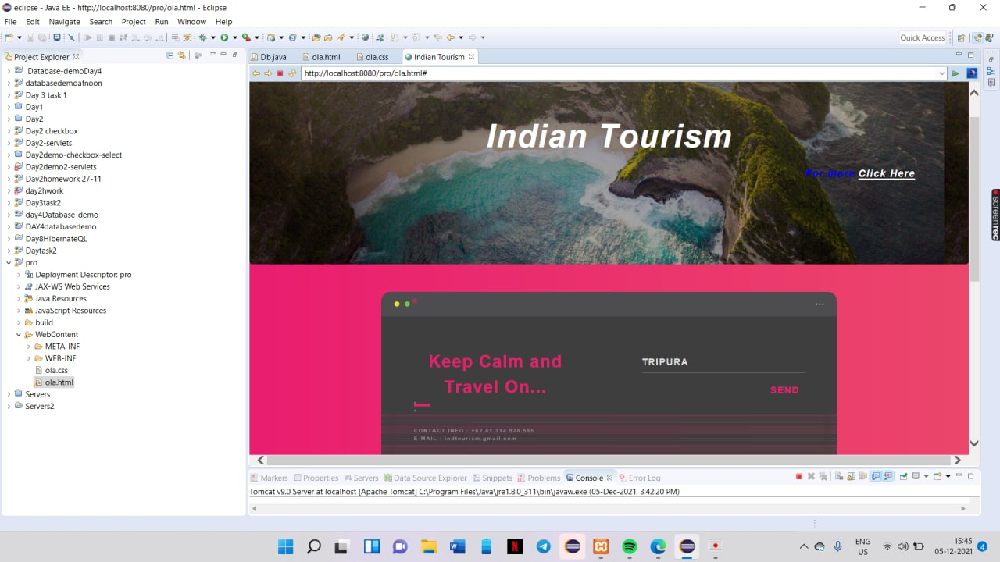 eclipse - Java EE - http://localhost:8080/pro/ola.html - Eclipse
File Edit Navigate Search Project Run Window Help
Quick Access
Project Explorer
Database-demoDay4
databasedemoafnoon
Day 3 task 1
Day1
Day2
Day2 checkbox
Day2-servlets
Day2demo-checkbox-select
Day2demo2-servlets
Day2homework 27-11
day2hwork
Day3task2
day4Database-demo
DAY4databasedemo
Day8HibernateQL
Daytask2
pro
Deployment Descriptor: pro
JAX-WS Web Services
Java Resources
JavaScript Resources
build
WebContent
META-INF
WEB-INF
ola.css
ola.html
Servers
Servers2
Db.java ola.html ola.css Indian Tourism
http://localhost:8080/pro/ola.html#
Indian Tourism
For more Click Here
Keep Calm and
Travel On...
TRIPURA
SEND
CONTACT INFO : +62 81 314 928 595
E-MAIL : indtourism.gmail.com
screenrec
Markers Properties Servers Data Source Explorer Snippets Problems Console Error Log
Tomcat v9.0 Server at localhost [Apache Tomcat] C:\Program Files\Java\jre1.8.0_311\bin\javaw.exe (05-Dec-2021, 3:42:20 PM)
ENG
US
15:45
05-12-2021
4